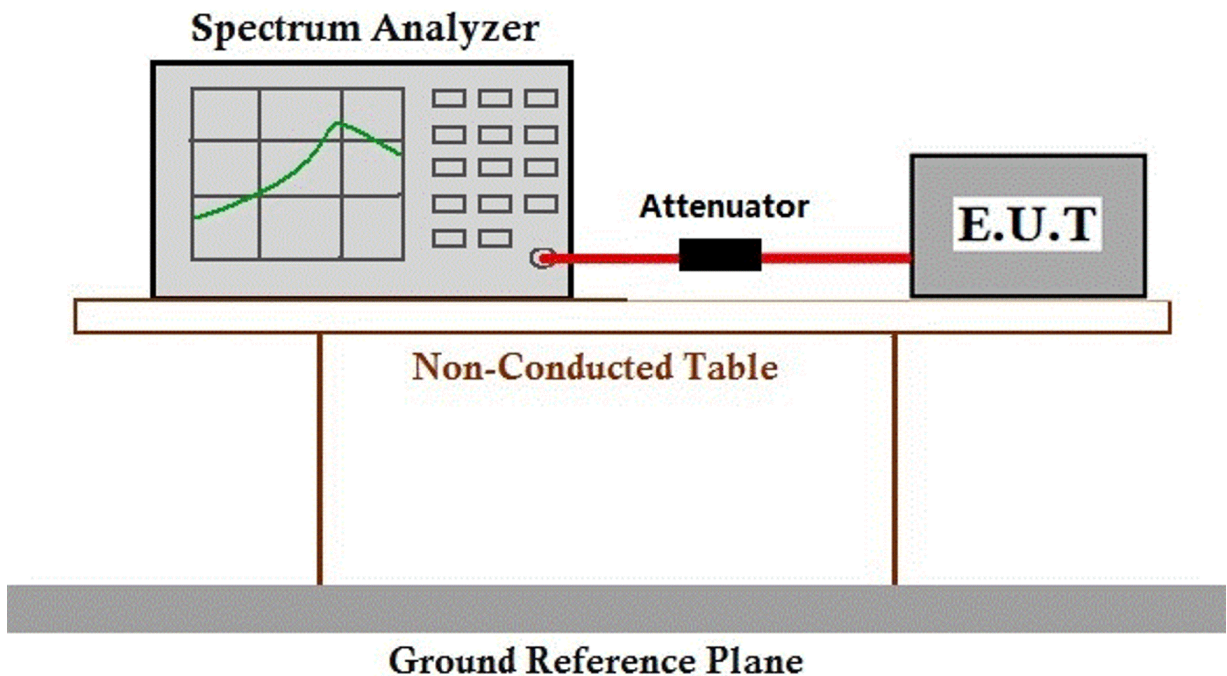 Spectrum Analyzer
Attenuator
E.U.T
Non-Conducted Table
Ground Reference Plane